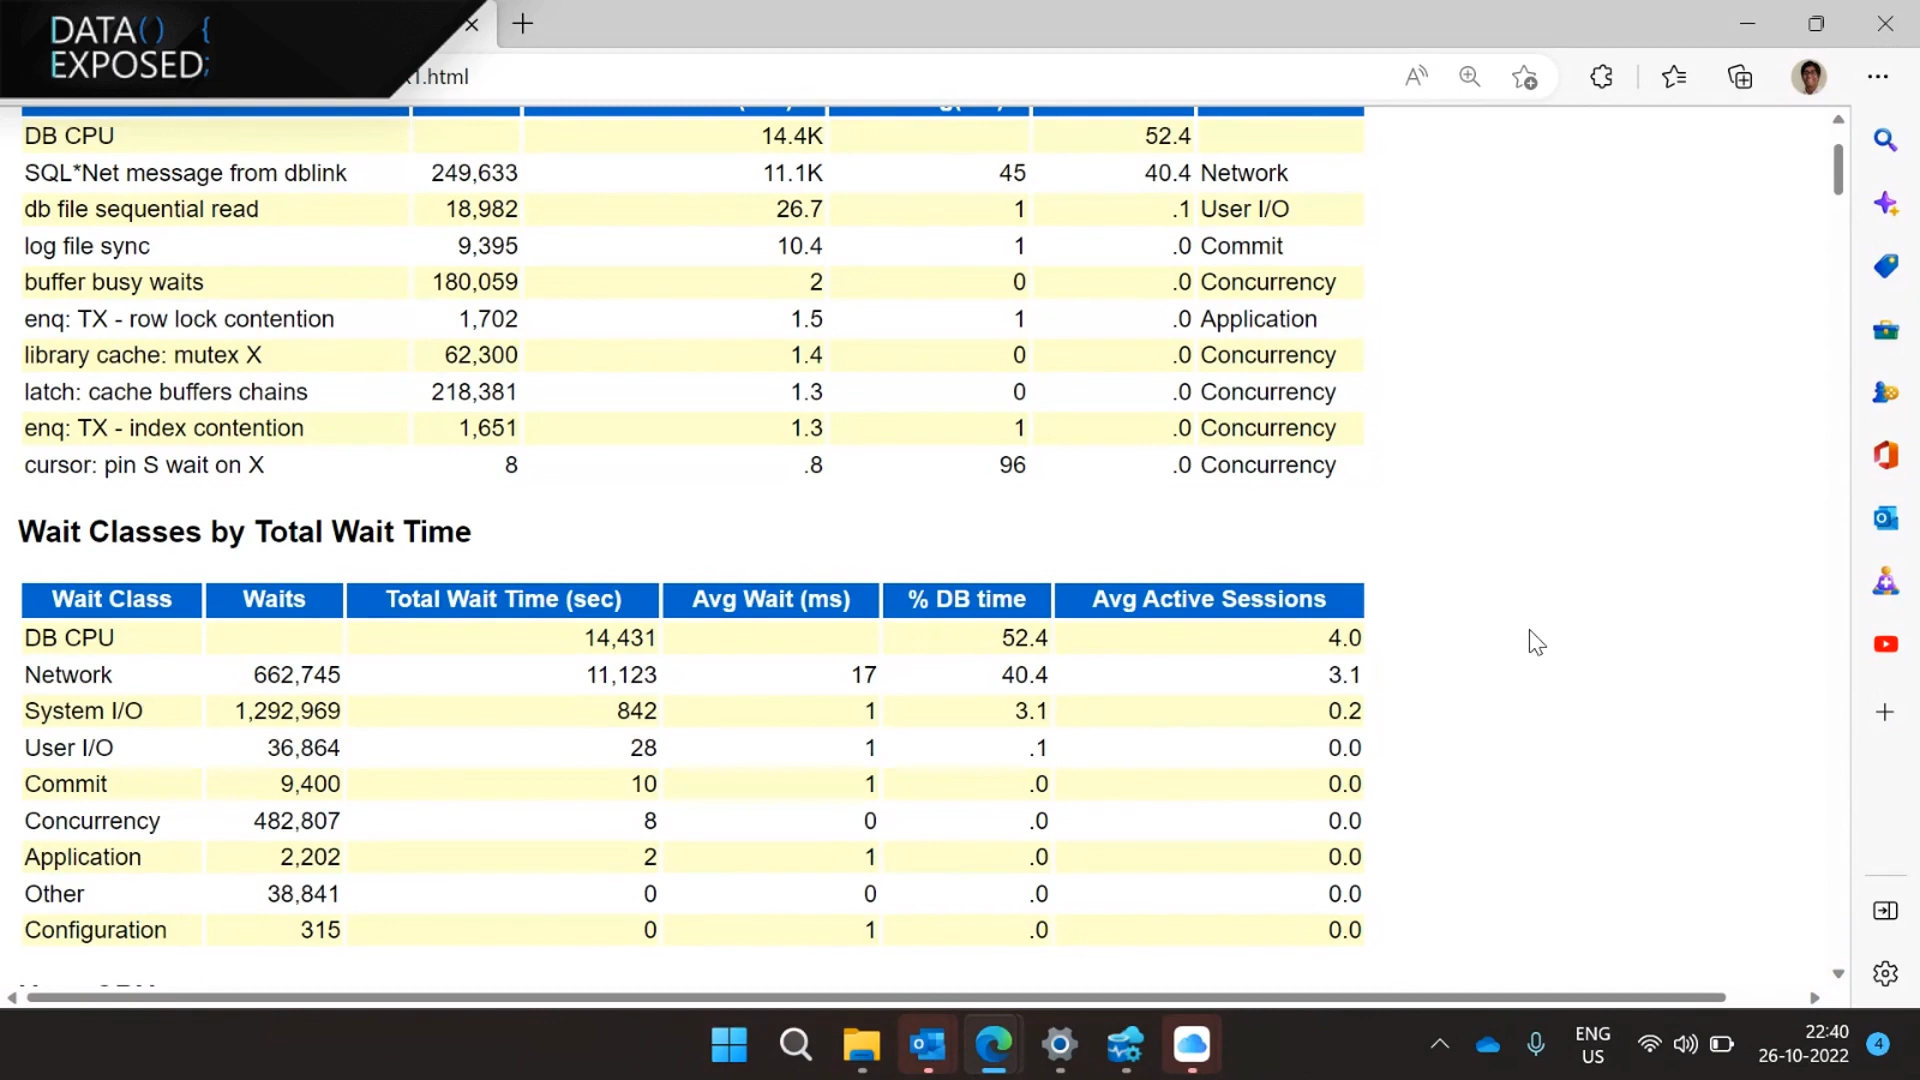 DATA() {
EXPOSED;
1.html
DB CPU 14.4K 52.4
SQL*Net message from dblink 249,633 11.1K 45 40.4 Network
db file sequential read 18,982 26.7 1 .1 User I/O
log file sync 9,395 10.4 1 .0 Commit
buffer busy waits 180,059 2 0 .0 Concurrency
enq: TX - row lock contention 1,702 1.5 1 .0 Application
library cache: mutex X 62,300 1.4 0 .0 Concurrency
latch: cache buffers chains 218,381 1.3 0 .0 Concurrency
enq: TX - index contention 1,651 1.3 1 .0 Concurrency
cursor: pin S wait on X 8 .8 96 .0 Concurrency
Wait Classes by Total Wait Time
Wait Class Waits Total Wait Time (sec) Avg Wait (ms) % DB time Avg Active Sessions
DB CPU 14,431 52.4 4.0
Network 662,745 11,123 17 40.4 3.1
System I/O 1,292,969 842 1 3.1 0.2
User I/O 36,864 28 1 .1 0.0
Commit 9,400 10 1 .0 0.0
Concurrency 482,807 8 0 .0 0.0
Application 2,202 2 1 .0 0.0
Other 38,841 0 0 .0 0.0
Configuration 315 0 1 .0 0.0
ENG
US
22:40
26-10-2022
4